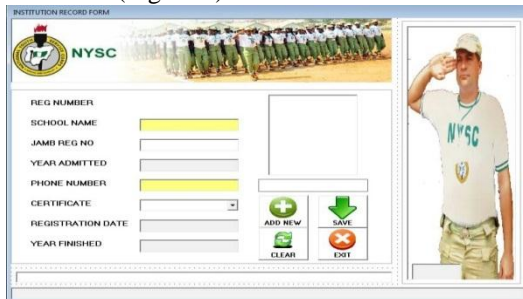 INSTITUTION RECORD FORM
NYSC
REG NUMBER
SCHOOL NAME
JAMB REG NO
YEAR ADMITTED
PHONE NUMBER
CERTIFICATE
REGISTRATION DATE
YEAR FINISHED
ADD NEW
SAVE
CLEAR
EXIT
NYSC